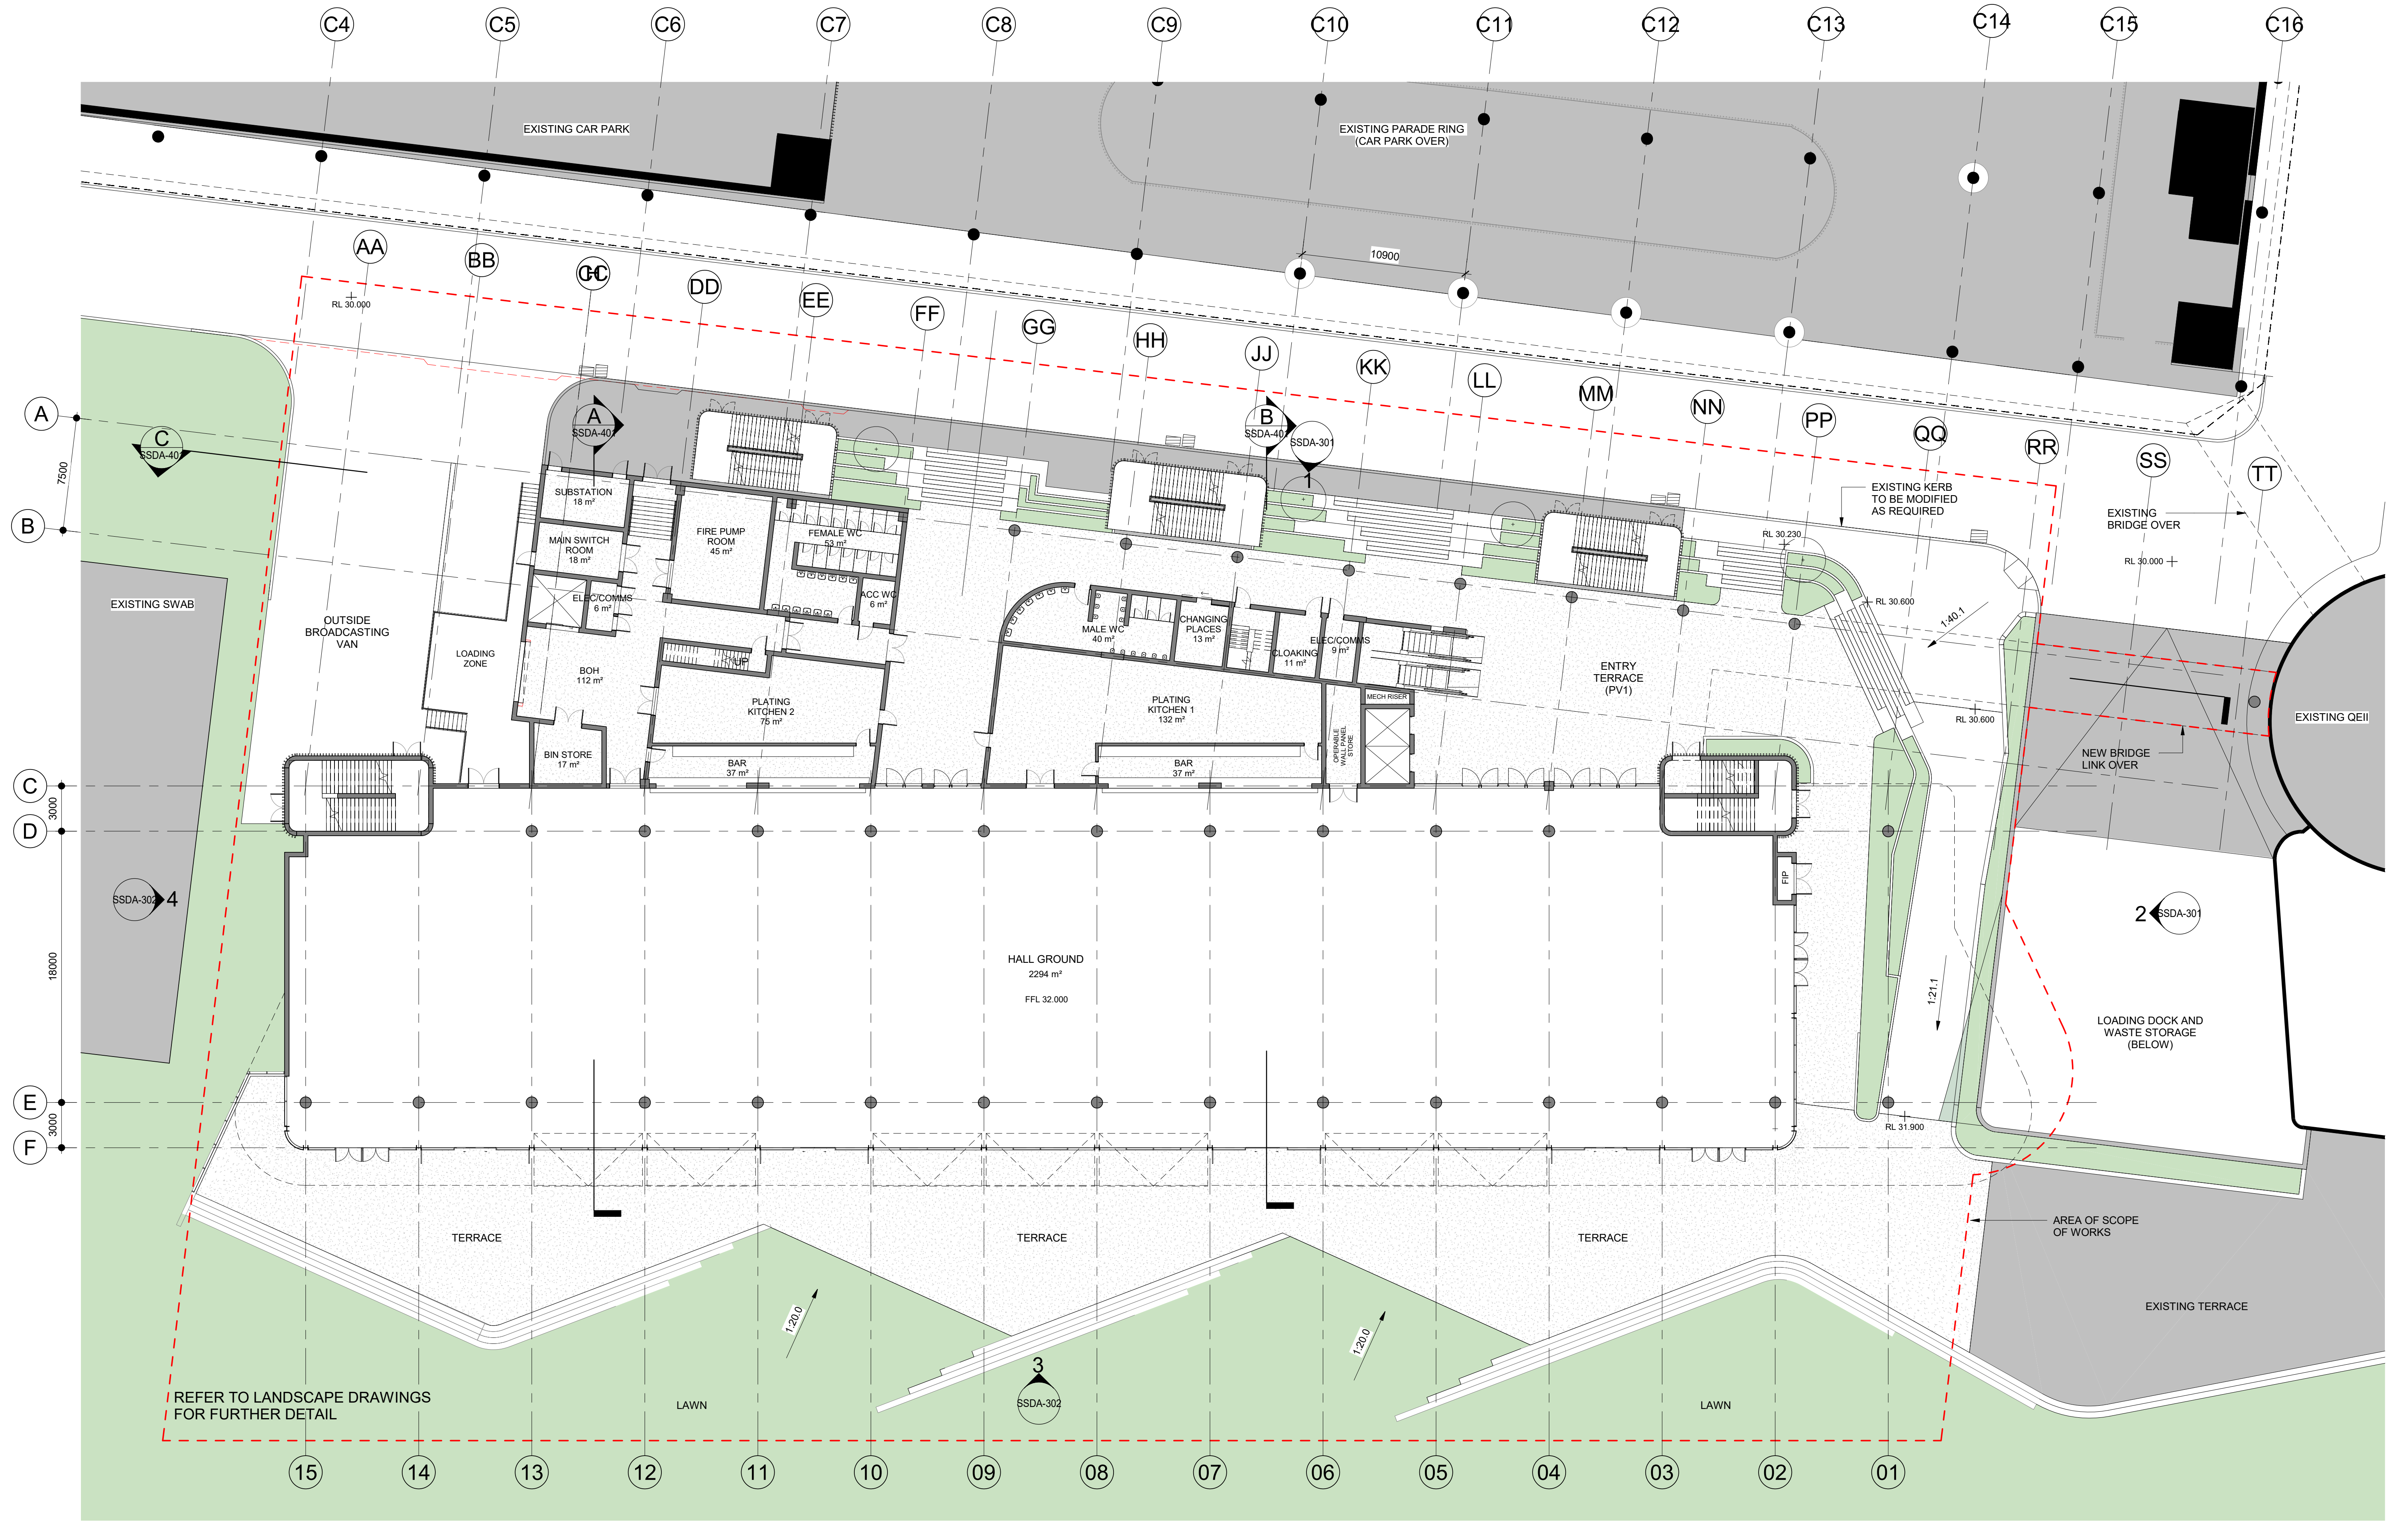 C4
C5
C6
C7
C8
C9
C10
C11
C12
C13
C14
C15
C16
EXISTING CAR PARK
EXISTING PARADE RING
(CAR PARK OVER)
10900
AA
BB
CC
DD
EE
FF
GG
HH
JJ
KK
LL
MM
NN
PP
QQ
RR
SS
TT
RL 30.000
A
B
C
D
E
F
7500
3000
18000
3000
C
SSDA-401
A
SSDA-401
B
SSDA-401
SSDA-301
1
EXISTING KERB
TO BE MODIFIED
AS REQUIRED
EXISTING
BRIDGE OVER
RL 30.230
RL 30.000
RL 30.600
1:40.1
RL 30.600
SUBSTATION
18 m²
MAIN SWITCH
ROOM
18 m²
ELEC/COMMS
6 m²
FIRE PUMP
ROOM
45 m²
FEMALE WC
53 m²
ACC WC
6 m²
EXISTING SWAB
OUTSIDE
BROADCASTING
VAN
LOADING
ZONE
BOH
112 m²
UP
PLATING
KITCHEN 2
75 m²
BIN STORE
17 m²
BAR
37 m²
MALE WC
40 m²
CHANGING
PLACES
13 m²
CLOAKING
11 m²
ELEC/COMMS
9 m²
PLATING
KITCHEN 1
132 m²
BAR
37 m²
OPERABLE
WALL PANEL
STORE
MECH RISER
ENTRY
TERRACE
(PV1)
EXISTING QEII
NEW BRIDGE
LINK OVER
FIP
SSDA-302
4
2
SSDA-301
HALL GROUND
2294 m²
FFL 32.000
1:21.1
LOADING DOCK AND
WASTE STORAGE
(BELOW)
RL 31.900
AREA OF SCOPE
OF WORKS
TERRACE
TERRACE
TERRACE
EXISTING TERRACE
1:20.0
1:20.0
3
SSDA-302
REFER TO LANDSCAPE DRAWINGS
FOR FURTHER DETAIL
LAWN
LAWN
15
14
13
12
11
10
09
08
07
06
05
04
03
02
01